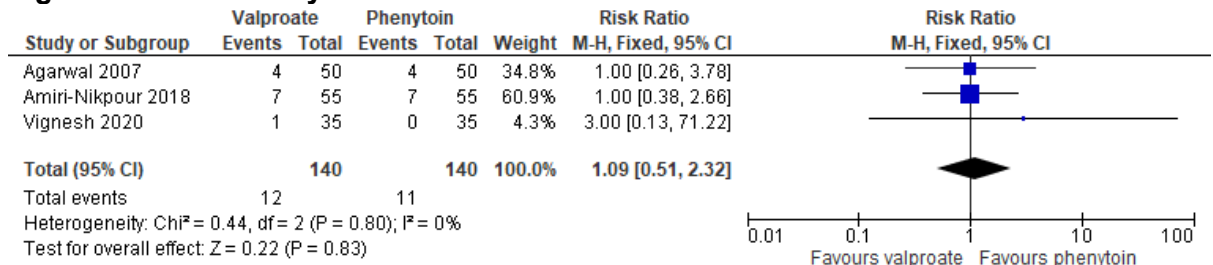 Valproate Phenytoin Risk Ratio Risk Ratio
Study or Subgroup Events Total Events Total Weight M-H, Fixed, 95% CI M-H, Fixed, 95% CI
Agarwal 2007 4 50 4 50 34.8% 1.00 [0.26, 3.78]
Amiri-Nikpour 2018 7 55 7 55 60.9% 1.00 [0.38, 2.66]
Vignesh 2020 1 35 0 35 4.3% 3.00 [0.13, 71.22]
Total (95% CI) 140 140 100.0% 1.09 [0.51, 2.32]
Total events 12 11
Heterogeneity: Chi² = 0.44, df = 2 (P = 0.80); I² = 0%
Test for overall effect: Z = 0.22 (P = 0.83)
0.01 0.1 1 10 100
Favours valproate Favours phenytoin